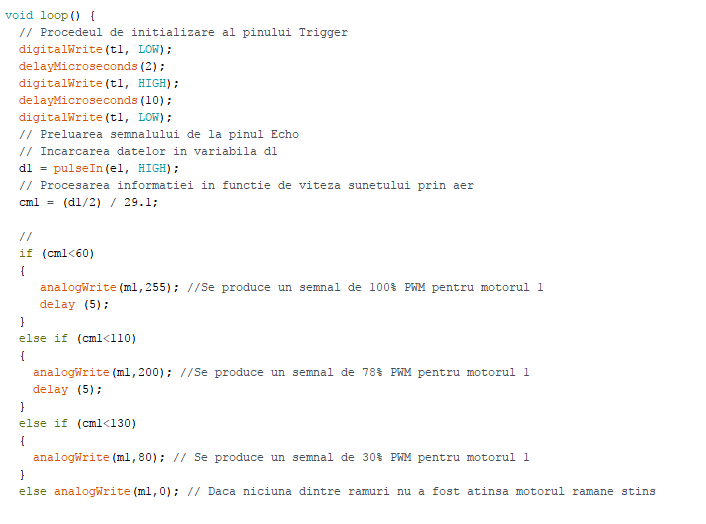 void loop() {
// Procedeul de initializare al pinului Trigger
digitalWrite(t1, LOW);
delayMicroseconds(2);
digitalWrite(t1, HIGH);
delayMicroseconds(10);
digitalWrite(t1, LOW);
// Preluarea semnalului de la pinul Echo
// Incarcarea datelor in variabila d1
d1 = pulseIn(e1, HIGH);
// Procesarea informatiei in functie de viteza sunetului prin aer
cm1 = (d1/2) / 29.1;
//
if (cm1<60)
{
analogWrite(m1,255); //Se produce un semnal de 100% PWM pentru motorul 1
delay (5);
}
else if (cm1<110)
{
analogWrite(m1,200); //Se produce un semnal de 78% PWM pentru motorul 1
delay (5);
}
else if (cm1<130)
{
analogWrite(m1,80); // Se produce un semnal de 30% PWM pentru motorul 1
}
else analogWrite(m1,0); // Daca niciuna dintre ramuri nu a fost atinsa motorul ramane stins